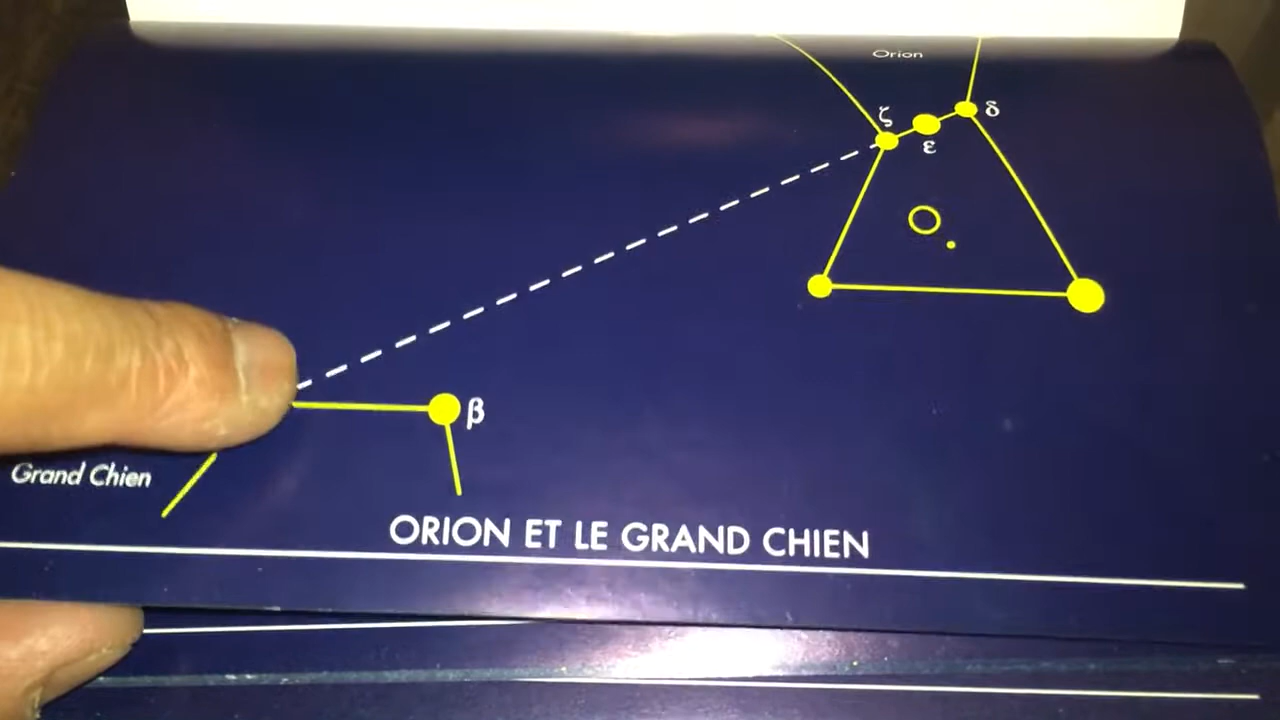 Orion
ζ
ε
δ
β
Grand Chien
ORION ET LE GRAND CHIEN